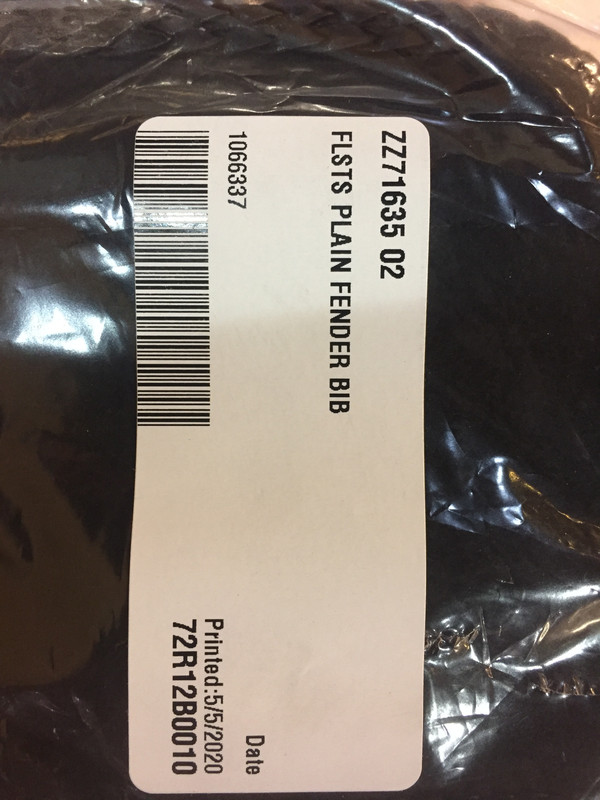 ZZ71635 02
FLSTS PLAIN FENDER BIB
1066337
Date
Printed:5/5/2020
72R12B0010